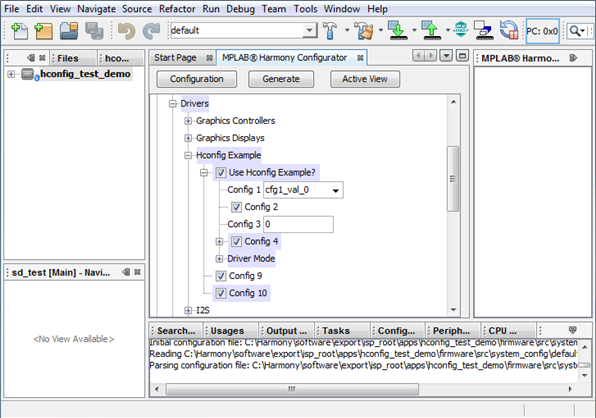 File Edit View Navigate Source Refactor Run Debug Team Tools Window Help
default
PC: 0x0
Files
hco...
hconfig_test_demo
Start Page
MPLAB® Harmony Configurator
MPLAB® Harmo...
Configuration
Generate
Active View
Drivers
Graphics Controllers
Graphics Displays
Hconfig Example
Use Hconfig Example?
Config 1 cfg1_val_0
Config 2
Config 3 0
Config 4
Driver Mode
Config 9
Config 10
I2S
sd_test [Main] - Navi...
<No View Available>
Search...
Usages
Output ...
Tasks
Config...
Periph...
CPU ...
Initial configuration file: C:\Harmony\software\export\isp_root\apps\hconfig_test_demo\firmware\src\syste
Reading C:\Harmony\software\export\isp_root\apps\hconfig_test_demo\firmware\src\system_config\default
Parsing configuration file: C:\Harmony\software\export\isp_root\apps\hconfig_test_demo\firmware\src\syst